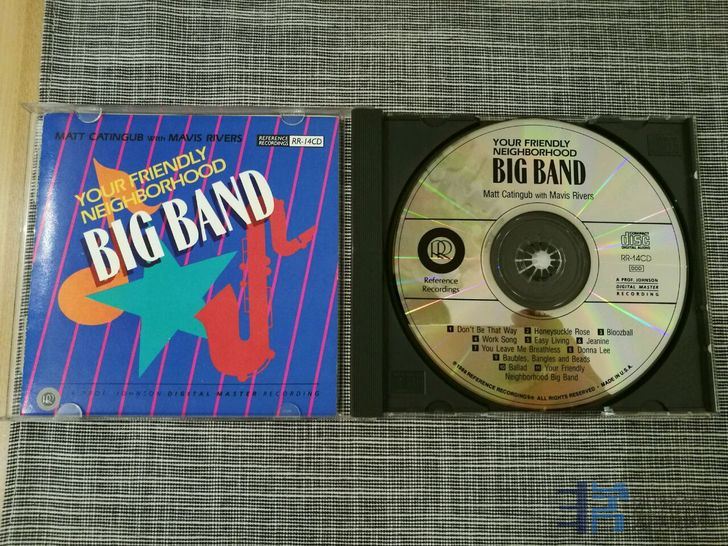 MATT CATINGUB with MAVIS RIVERS
REFERENCE
RECORDINGS
RR-14CD
YOUR FRIENDLY
NEIGHBORHOOD
BIG BAND
RR
A PROF. JOHNSON DIGITAL MASTER RECORDING
YOUR FRIENDLY
NEIGHBORHOOD
BIG BAND
Matt Catingub with Mavis Rivers
RR
Reference
Recordings
COMPACT
disc
DIGITAL AUDIO
RR-14CD
DDD
A PROF. JOHNSON
DIGITAL MASTER
RECORDING
1 Don't Be That Way 2 Honeysuckle Rose 3 Bloozball
4 Work Song 5 Easy Living 6 Jeanine
7 You Leave Me Breathless 8 Donna Lee
9 Baubles, Bangles and Beads
10 Ballad 11 Your Friendly
Neighborhood Big Band
REFERENCE RECORDINGS® ALL RIGHTS RESERVED • MADE IN U.S.A.